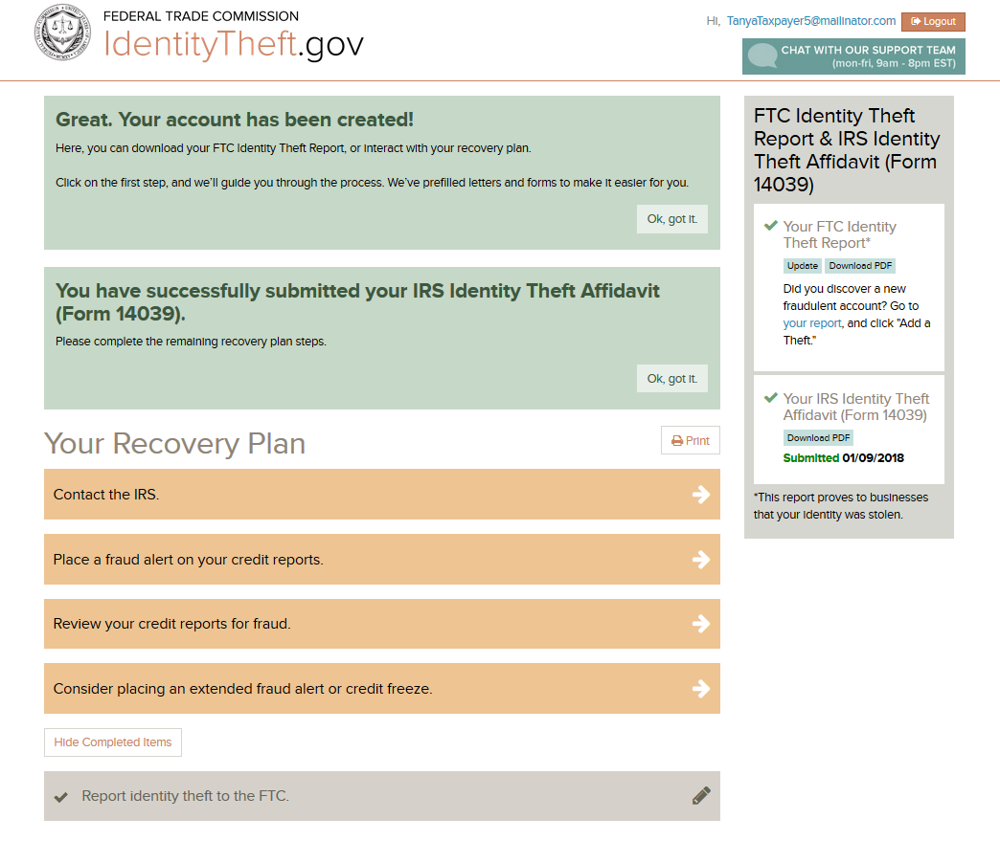 FEDERAL TRADE COMMISSION
IdentityTheft.gov
Hi, TanyaTaxpayer5@mailinator.com
Logout
CHAT WITH OUR SUPPORT TEAM
(mon-fri, 9am - 8pm EST)
Great. Your account has been created!
Here, you can download your FTC Identity Theft Report, or interact with your recovery plan.
Click on the first step, and we'll guide you through the process. We've prefilled letters and forms to make it easier for you.
Ok, got it.
You have successfully submitted your IRS Identity Theft Affidavit
(Form 14039).
Please complete the remaining recovery plan steps.
Ok, got it.
Your Recovery Plan
Print
Contact the IRS.
Place a fraud alert on your credit reports.
Review your credit reports for fraud.
Consider placing an extended fraud alert or credit freeze.
Hide Completed Items
Report identity theft to the FTC.
FTC Identity Theft
Report & IRS Identity
Theft Affidavit (Form
14039)
Your FTC Identity
Theft Report*
Update Download PDF
Did you discover a new
fraudulent account? Go to
your report, and click "Add a
Theft."
Your IRS Identity Theft
Affidavit (Form 14039)
Download PDF
Submitted 01/09/2018
*This report proves to businesses
that your identity was stolen.